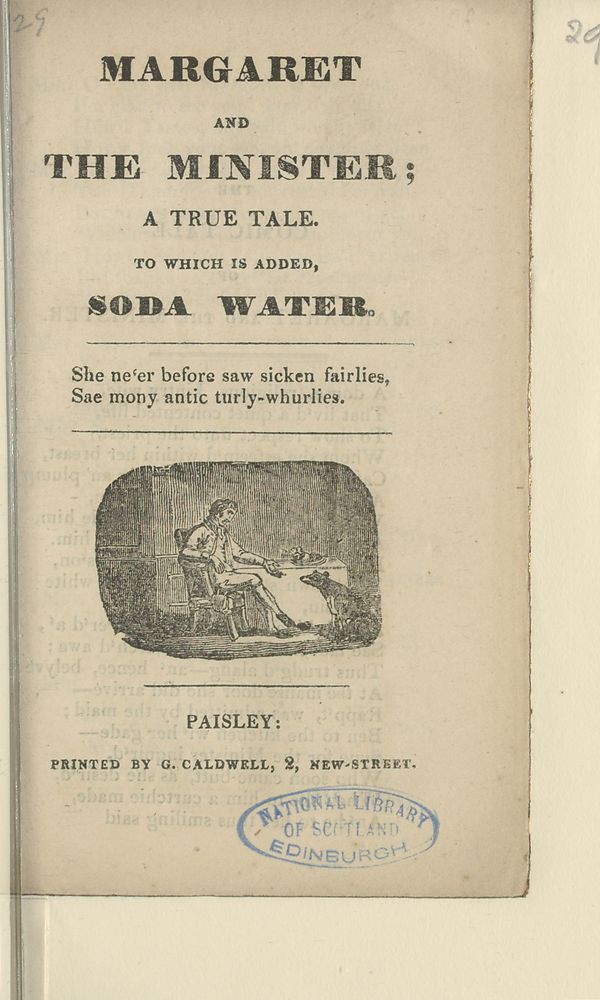 29
29
MARGARET
AND
THE MINISTER;
A TRUE TALE.
TO WHICH IS ADDED,
SODA WATER.
She ne‘er before saw sicken fairlies,
Sae mony antic turly-whurlies.
PAISLEY:
PRINTED BY G. CALDWELL, 2, NEW-STREET.
NATIONAL LIBRARY
OF SCOTLAND
EDINBURGH